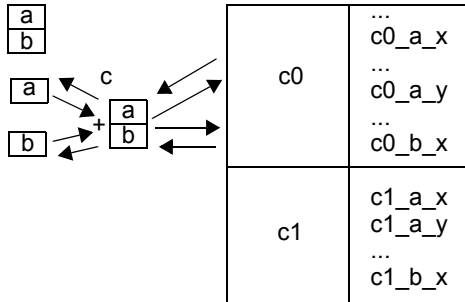 a
b
a
b
c
+
a
b
c0
...
c0_a_x
...
c0_a_y
...
c0_b_x
c1
c1_a_x
c1_a_y
...
c1_b_x